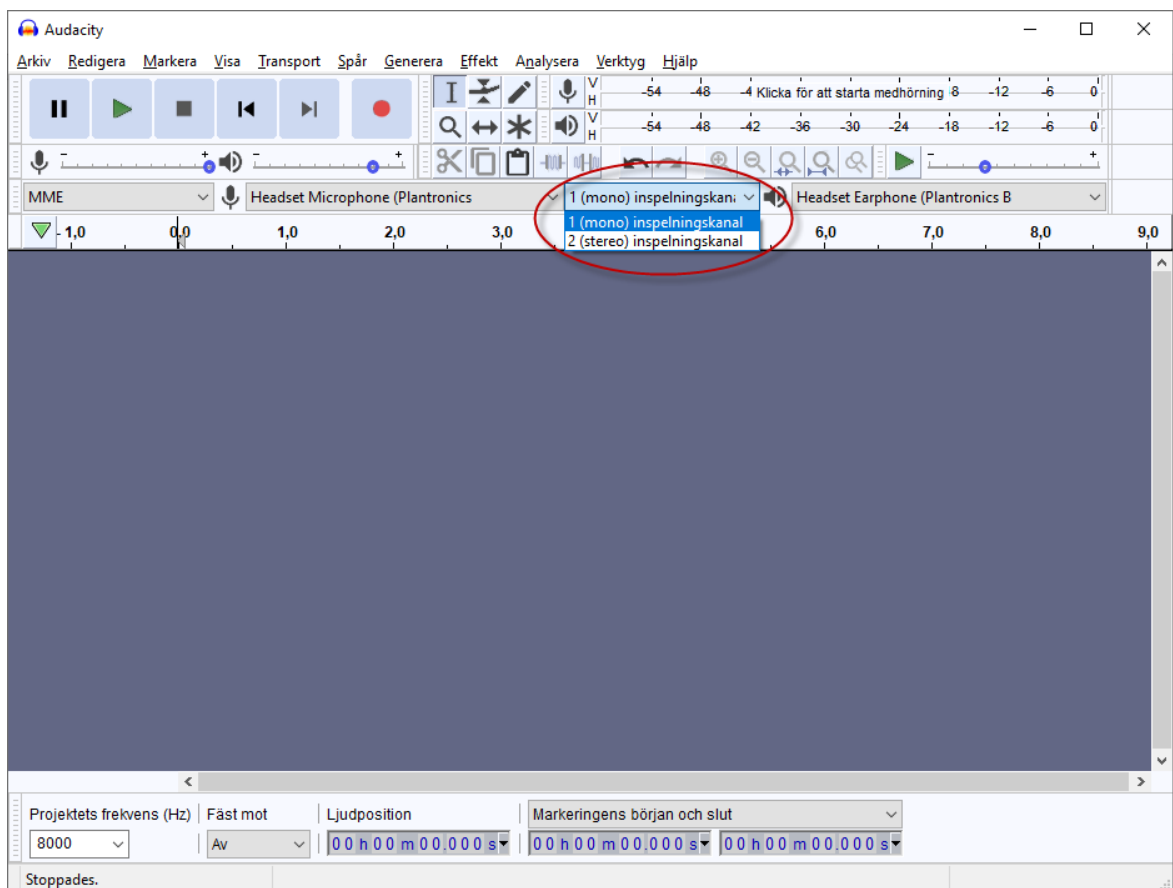 Audacity
Arkiv Redigera Markera Visa Transport Spår Generera Effekt Analysera Verktyg Hjälp
V H -54 -48 -4 Klicka för att starta medhörning 8 -12 -6 0
V H -54 -48 -42 -36 -30 -24 -18 -12 -6 0
- + - + - +
MME Headset Microphone (Plantronics 1 (mono) inspelningskan Headset Earphone (Plantronics B
1 (mono) inspelningskanal
2 (stereo) inspelningskanal
- 1,0 0,0 1,0 2,0 3,0 6,0 7,0 8,0 9,0
Projektets frekvens (Hz) Fäst mot Ljudposition Markeringens början och slut
8000 Av 00 h 00 m 00.000 s 00 h 00 m 00.000 s 00 h 00 m 00.000 s
Stoppades.